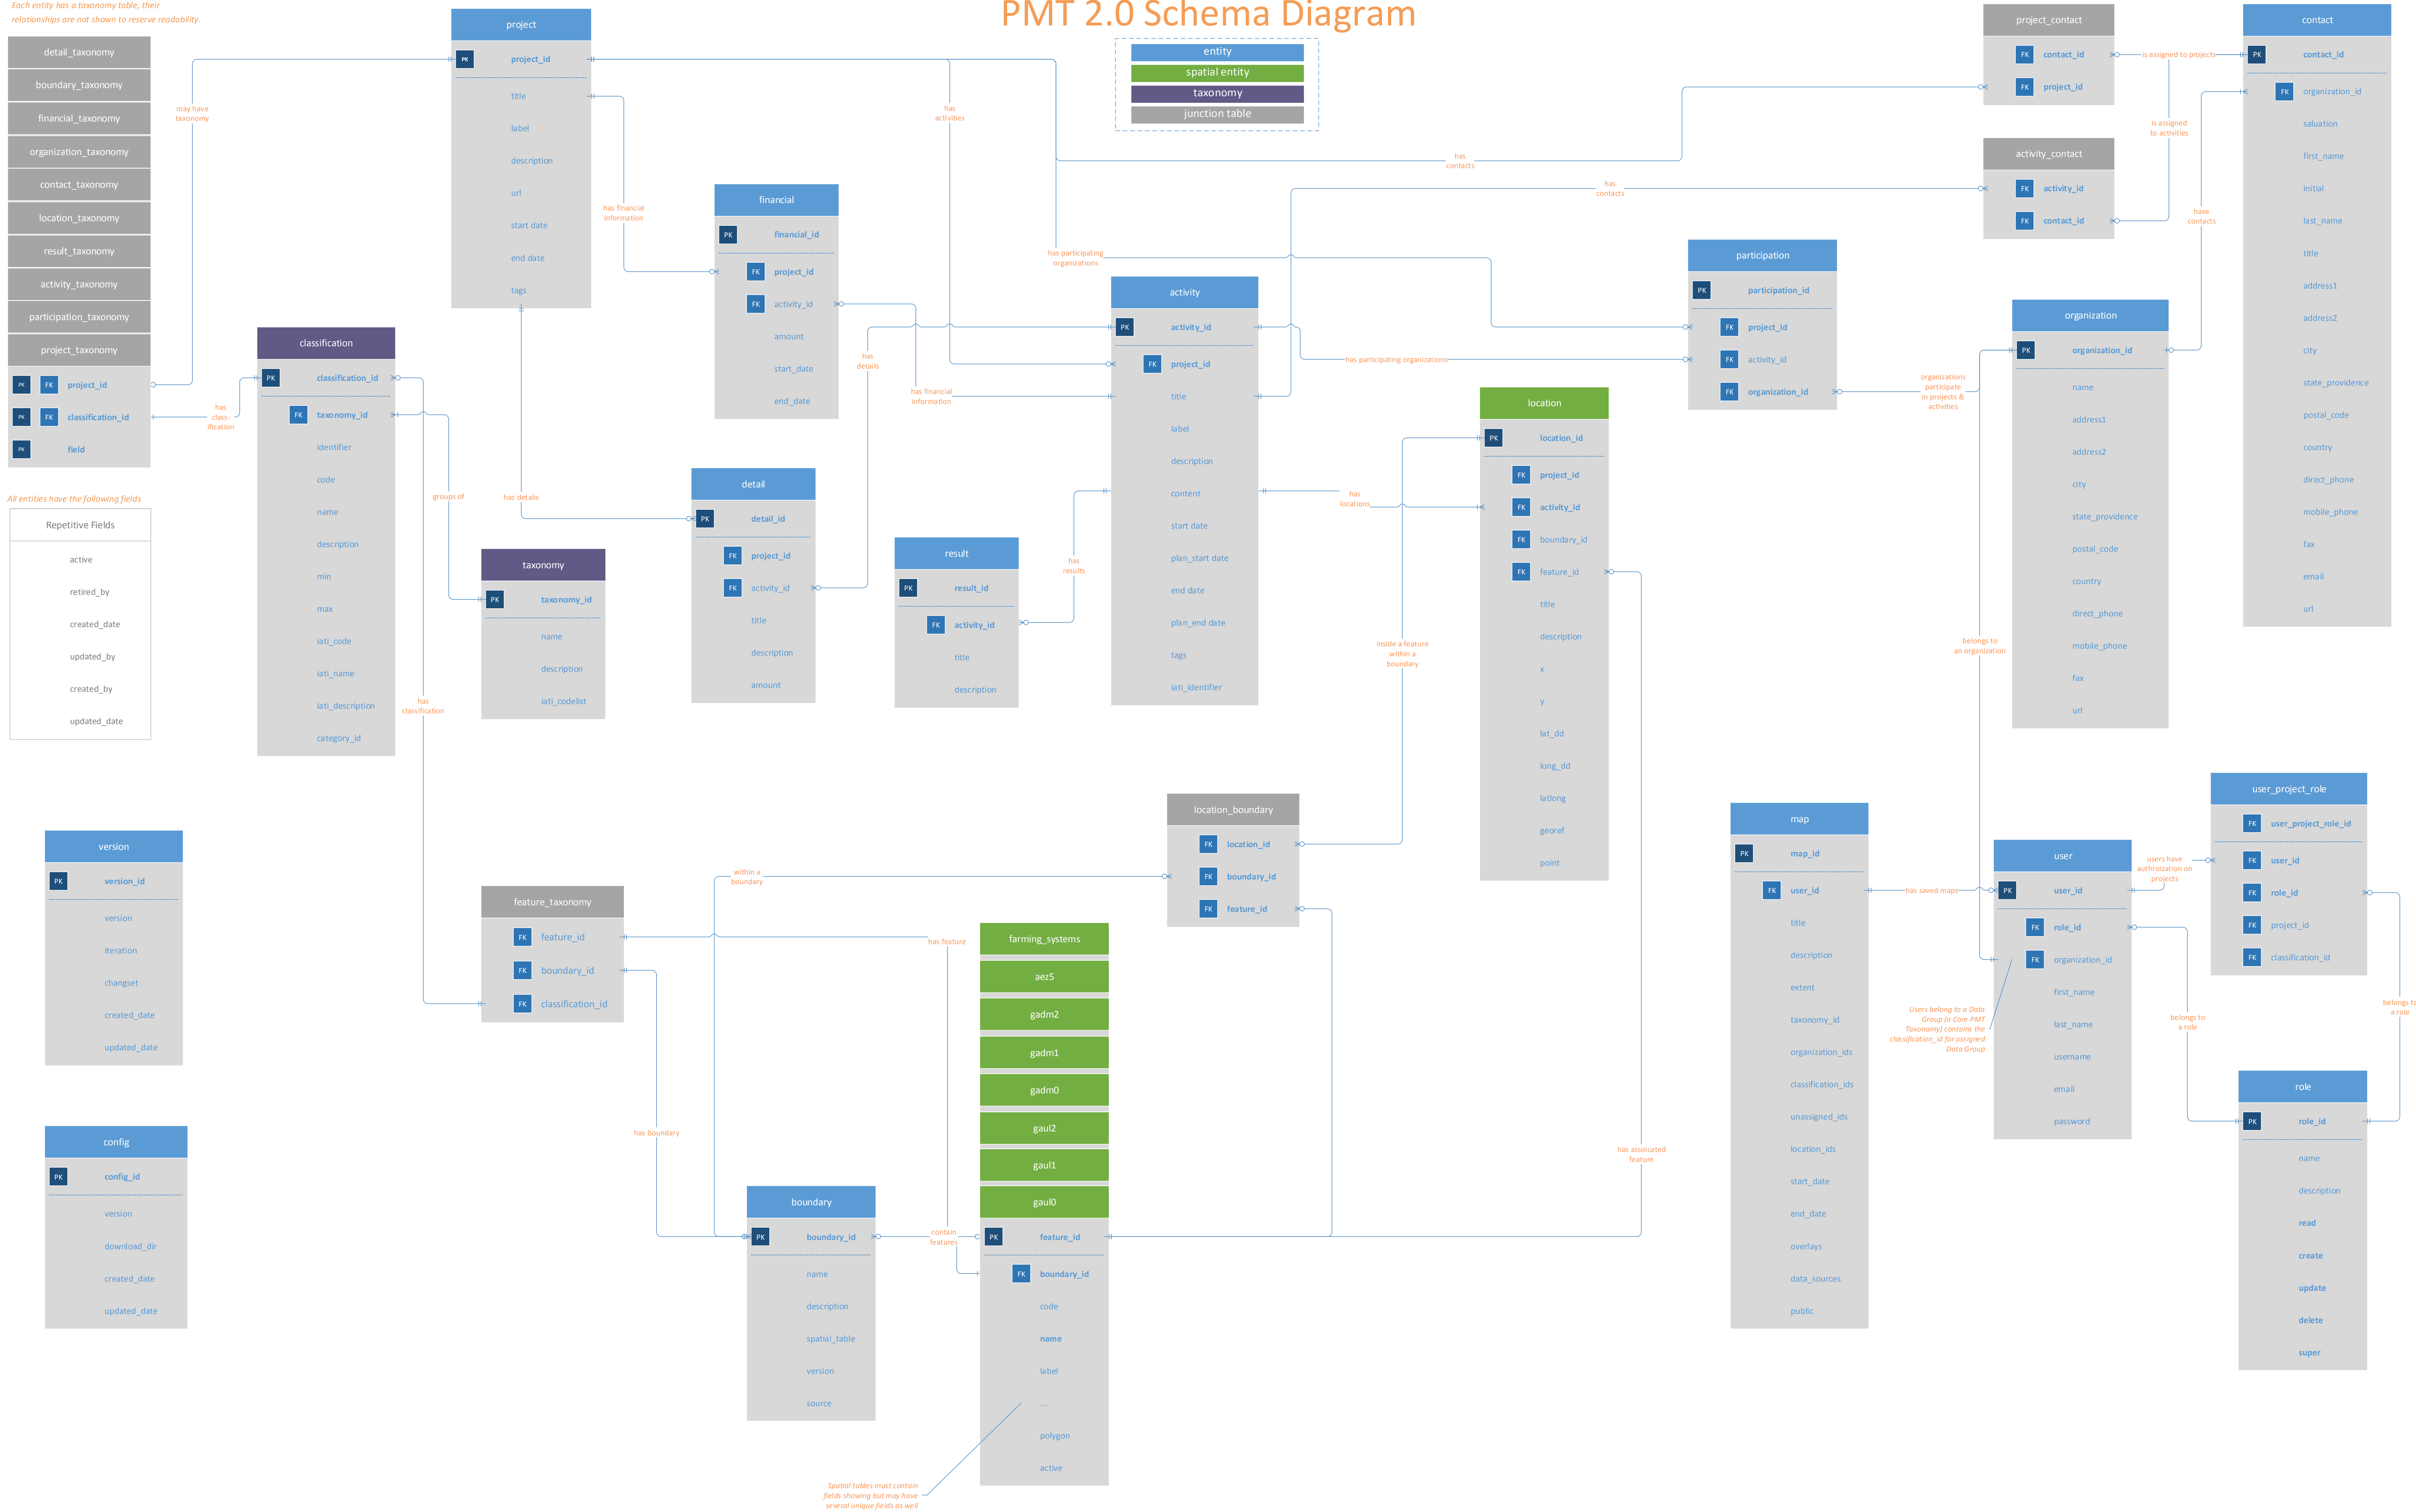 PMT 2.0 Schema Diagram
entity
spatial entity
taxonomy
junction table
Each entity has a taxonomy table, their
relationships are not shown to reserve readability.
detail_taxonomy
boundary_taxonomy
financial_taxonomy
organization_taxonomy
contact_taxonomy
location_taxonomy
result_taxonomy
activity_taxonomy
participation_taxonomy
project_taxonomy
PK FK project_id
PK FK classification_id
PK field
may have
taxonomy
has
class-
ification
All entities have the following fields
Repetitive Fields
active
retired_by
created_date
updated_by
created_by
updated_date
classification
PK classification_id
FK taxonomy_id
identifier
code
name
description
min
max
iati_code
iati_name
iati_description
category_id
groups of
has
classification
project
PK project_id
title
label
description
url
start date
end date
tags
has financial
information
has detalis
has
activities
taxonomy
PK taxonomy_id
name
description
iati_codelist
financial
PK financial_id
FK project_id
FK activity_id
amount
start_date
end_date
has
details
has financial
information
detail
PK detail_id
FK project_id
FK activity_id
title
description
amount
result
PK result_id
FK activity_id
title
description
has
results
activity
PK activity_id
FK project_id
title
label
description
content
start date
plan_start date
end date
plan_end date
tags
iati_identifier
has participating
organizations
has
contacts
has
contacts
has participating organizations
has
locations
location
PK location_id
FK project_id
FK activity_id
FK boundary_id
FK feature_id
title
description
x
y
lat_dd
long_dd
latlong
georef
point
inside a feature
within a
boundary
participation
PK participation_id
FK project_id
FK activity_id
FK organization_id
organizations
participate
in projects &
activities
project_contact
FK contact_id
FK project_id
is assigned to projects
activity_contact
FK activity_id
FK contact_id
is assigned
to activities
have
contacts
contact
PK contact_id
FK organization_id
saluation
first_name
initial
last_name
title
address1
address2
city
state_providence
postal_code
country
direct_phone
mobile_phone
fax
email
url
organization
PK organization_id
name
address1
address2
city
state_providence
postal_code
country
direct_phone
mobile_phone
fax
url
belongs to
an organization
version
PK version_id
version
iteration
changset
created_date
updated_date
config
PK config_id
version
download_dir
created_date
updated_date
feature_taxonomy
FK feature_id
FK boundary_id
FK classification_id
within a
boundary
has feature
has boundary
location_boundary
FK location_id
FK boundary_id
FK feature_id
boundary
PK boundary_id
name
description
spatial_table
version
source
contain
features
farming_systems
aez5
gadm2
gadm1
gadm0
gaul2
gaul1
gaul0
PK feature_id
FK boundary_id
code
name
label
...
polygon
active
Spatial tables must contain
fields showing but may have
several unique fields as well
has assoicated
feature
map
PK map_id
FK user_id
title
description
extent
taxonomy_id
organization_ids
classification_ids
unassigned_ids
location_ids
start_date
end_date
overlays
data_sources
public
has saved maps
user
PK user_id
FK role_id
FK organization_id
first_name
last_name
username
email
password
Users belong to a Data
Group (a Core PMT
Taxonomy) contains the
classification_id for assigned
Data Group
users have
authroization on
projects
user_project_role
FK user_project_role_id
FK user_id
FK role_id
FK project_id
FK classification_id
belongs to
a role
belongs to
a role
role
PK role_id
name
description
read
create
update
delete
super